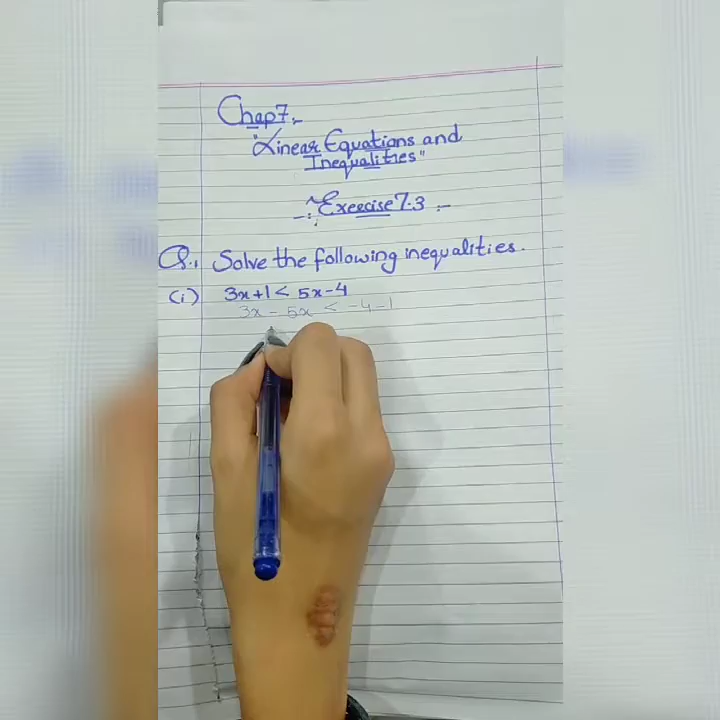 Chap7:-
"Linear Equations and
Inequalities"
-: Exercise 7.3 :-
Q.1 Solve the following inequalities.
(i) 3x+1 < 5x-4
3x - 5x < -4-1